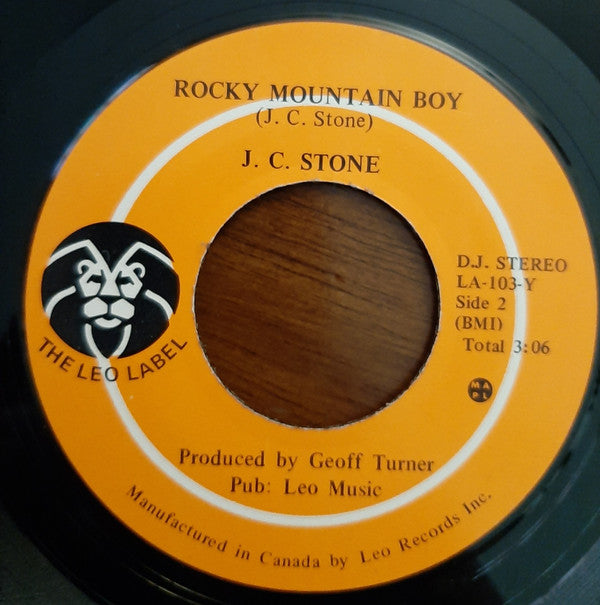 ROCKY MOUNTAIN BOY
(J. C. Stone)
J. C. STONE
THE LEO LABEL
D.J. STEREO
LA-103-Y
Side 2
(BMI)
Total 3:06
M A
P L
Produced by Geoff Turner
Pub: Leo Music
Manufactured in Canada by Leo Records Inc.